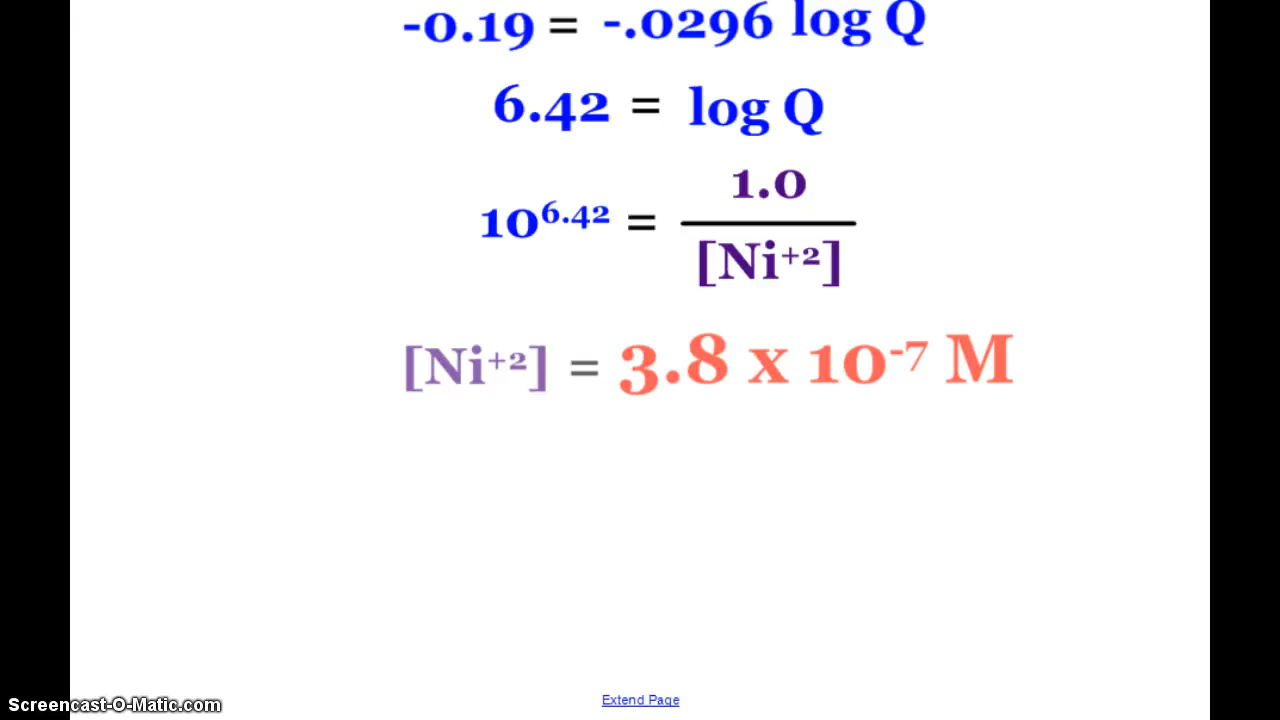 -0.19 = -.0296 log Q
6.42 = log Q
10^6.42 = 1.0 / [Ni^+2]
[Ni^+2] = 3.8 x 10^-7 M
Extend Page
Screencast-O-Matic.com